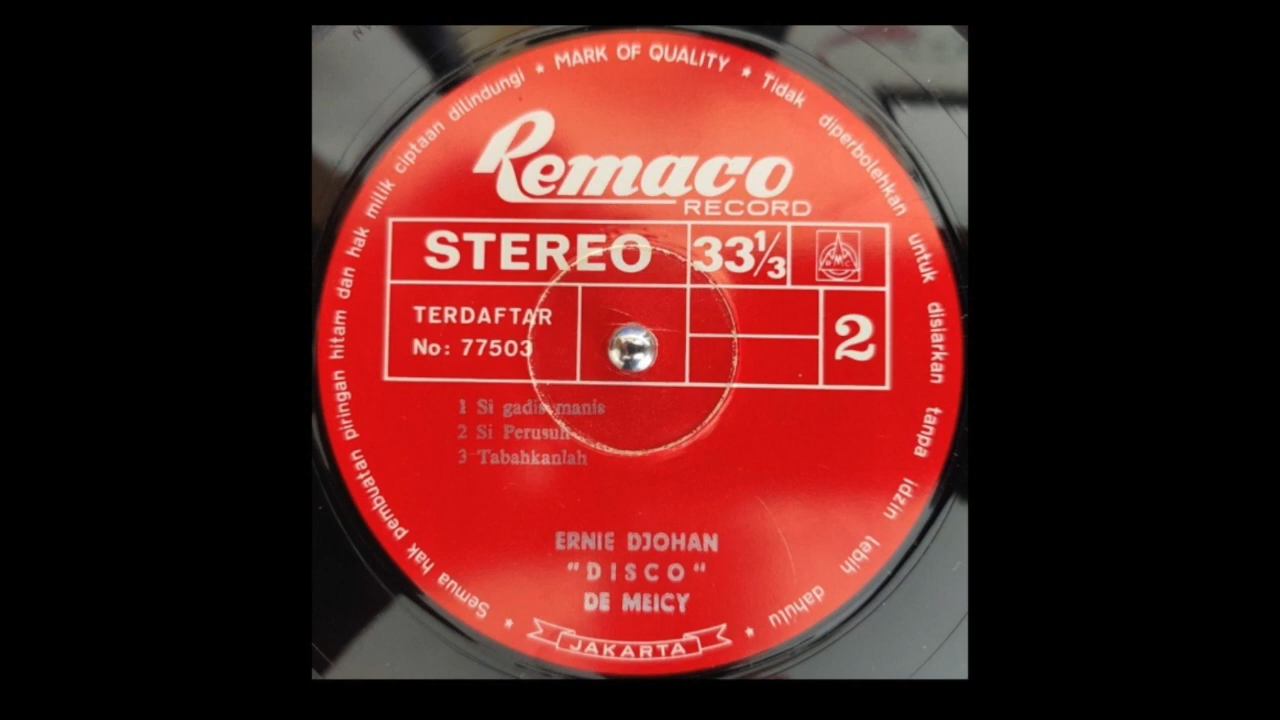 Semua hak pembuatan piringan hitam dan hak milik ciptaan dilindungi * MARK OF QUALITY * Tidak diperbolehkan untuk disiarkan tanpa idzin lebih dahulu *
Remaco
RECORD
STEREO 33 1/3
TERDAFTAR
No: 77503
2
1 Si gadis manis
2 Si Perusuh
3 Tabahkanlah
ERNIE DJOHAN
"DISCO"
DE MEICY
JAKARTA